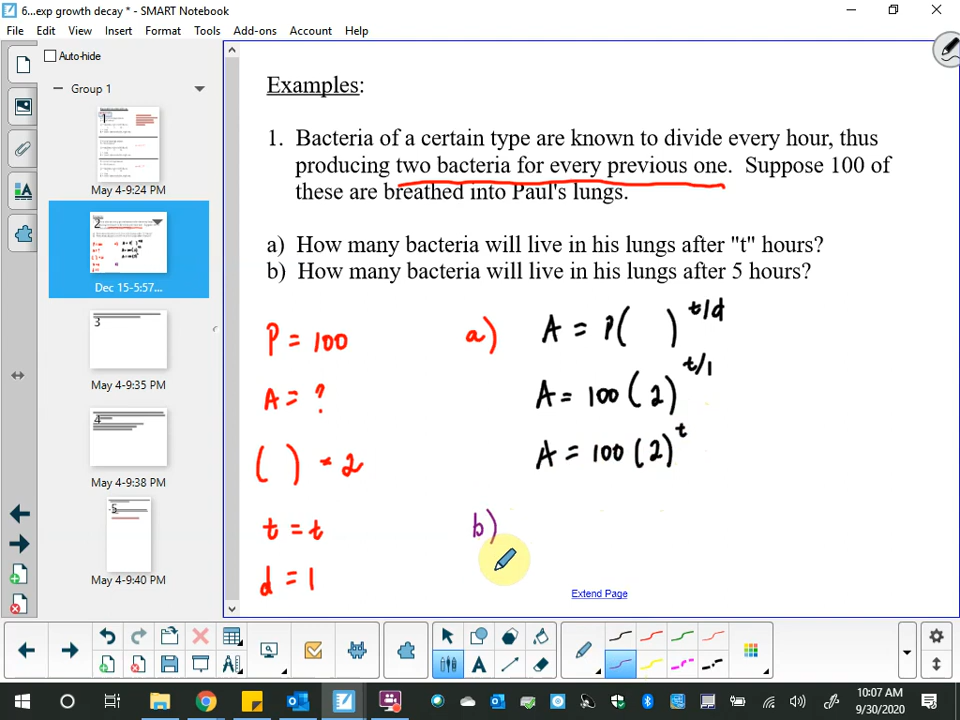 6...exp growth decay * - SMART Notebook
File Edit View Insert Format Tools Add-ons Account Help
Auto-hide
Group 1
1
May 4-9:24 PM
2
Dec 15-5:57...
3
May 4-9:35 PM
4
May 4-9:38 PM
5
May 4-9:40 PM
Examples:
1. Bacteria of a certain type are known to divide every hour, thus
producing two bacteria for every previous one. Suppose 100 of
these are breathed into Paul's lungs.
a) How many bacteria will live in his lungs after "t" hours?
b) How many bacteria will live in his lungs after 5 hours?
P = 100
A = ?
( ) = 2
t = t
d = 1
a) A = P( )^t/d
A = 100(2)^t/1
A = 100(2)^t
b)
Extend Page
10:07 AM
9/30/2020